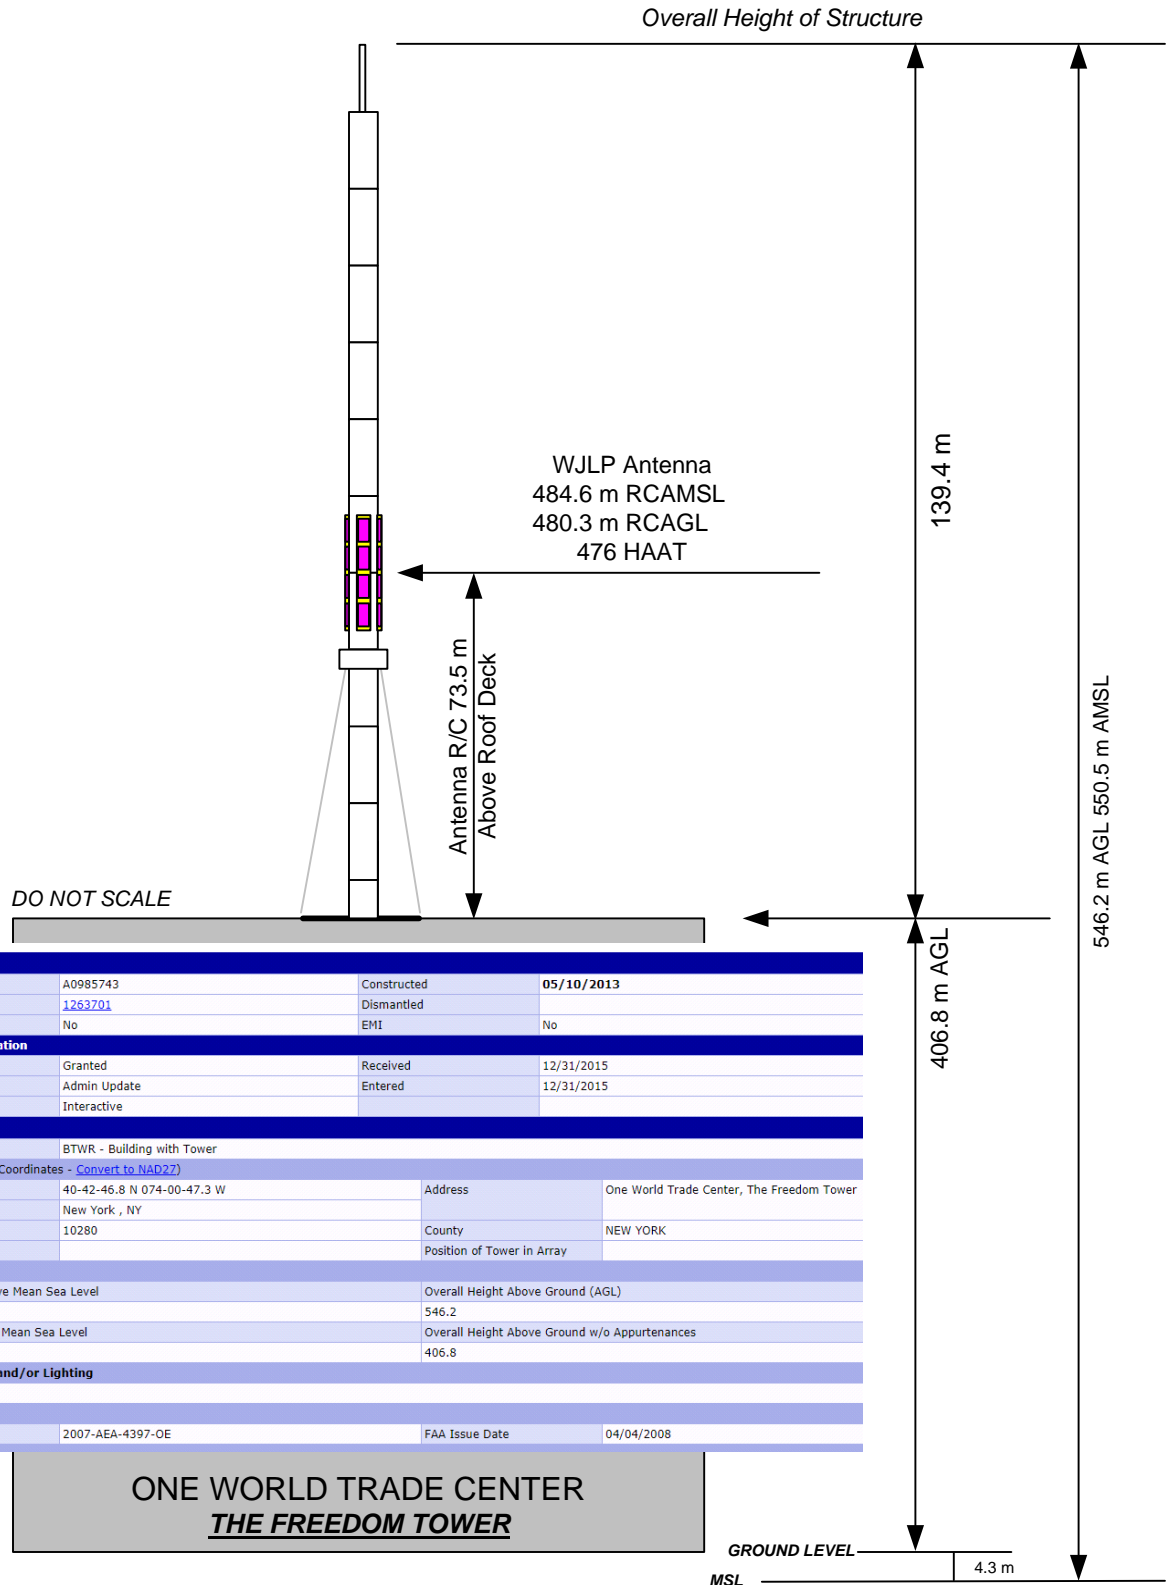 Overall Height of Structure
WJLP Antenna
484.6 m RCAMSL
480.3 m RCAGL
476 HAAT
139.4 m
Antenna R/C 73.5 m
Above Roof Deck
546.2 m AGL 550.5 m AMSL
DO NOT SCALE
406.8 m AGL
A0985743 Constructed 05/10/2013
1263701 Dismantled
No EMI No
ation
Granted Received 12/31/2015
Admin Update Entered 12/31/2015
Interactive
BTWR - Building with Tower
Coordinates - Convert to NAD27)
40-42-46.8 N 074-00-47.3 W Address One World Trade Center, The Freedom Tower
New York , NY
10280 County NEW YORK
Position of Tower in Array
ve Mean Sea Level Overall Height Above Ground (AGL)
546.2
Mean Sea Level Overall Height Above Ground w/o Appurtenances
406.8
and/or Lighting
2007-AEA-4397-OE FAA Issue Date 04/04/2008
ONE WORLD TRADE CENTER
THE FREEDOM TOWER
GROUND LEVEL
4.3 m
MSL